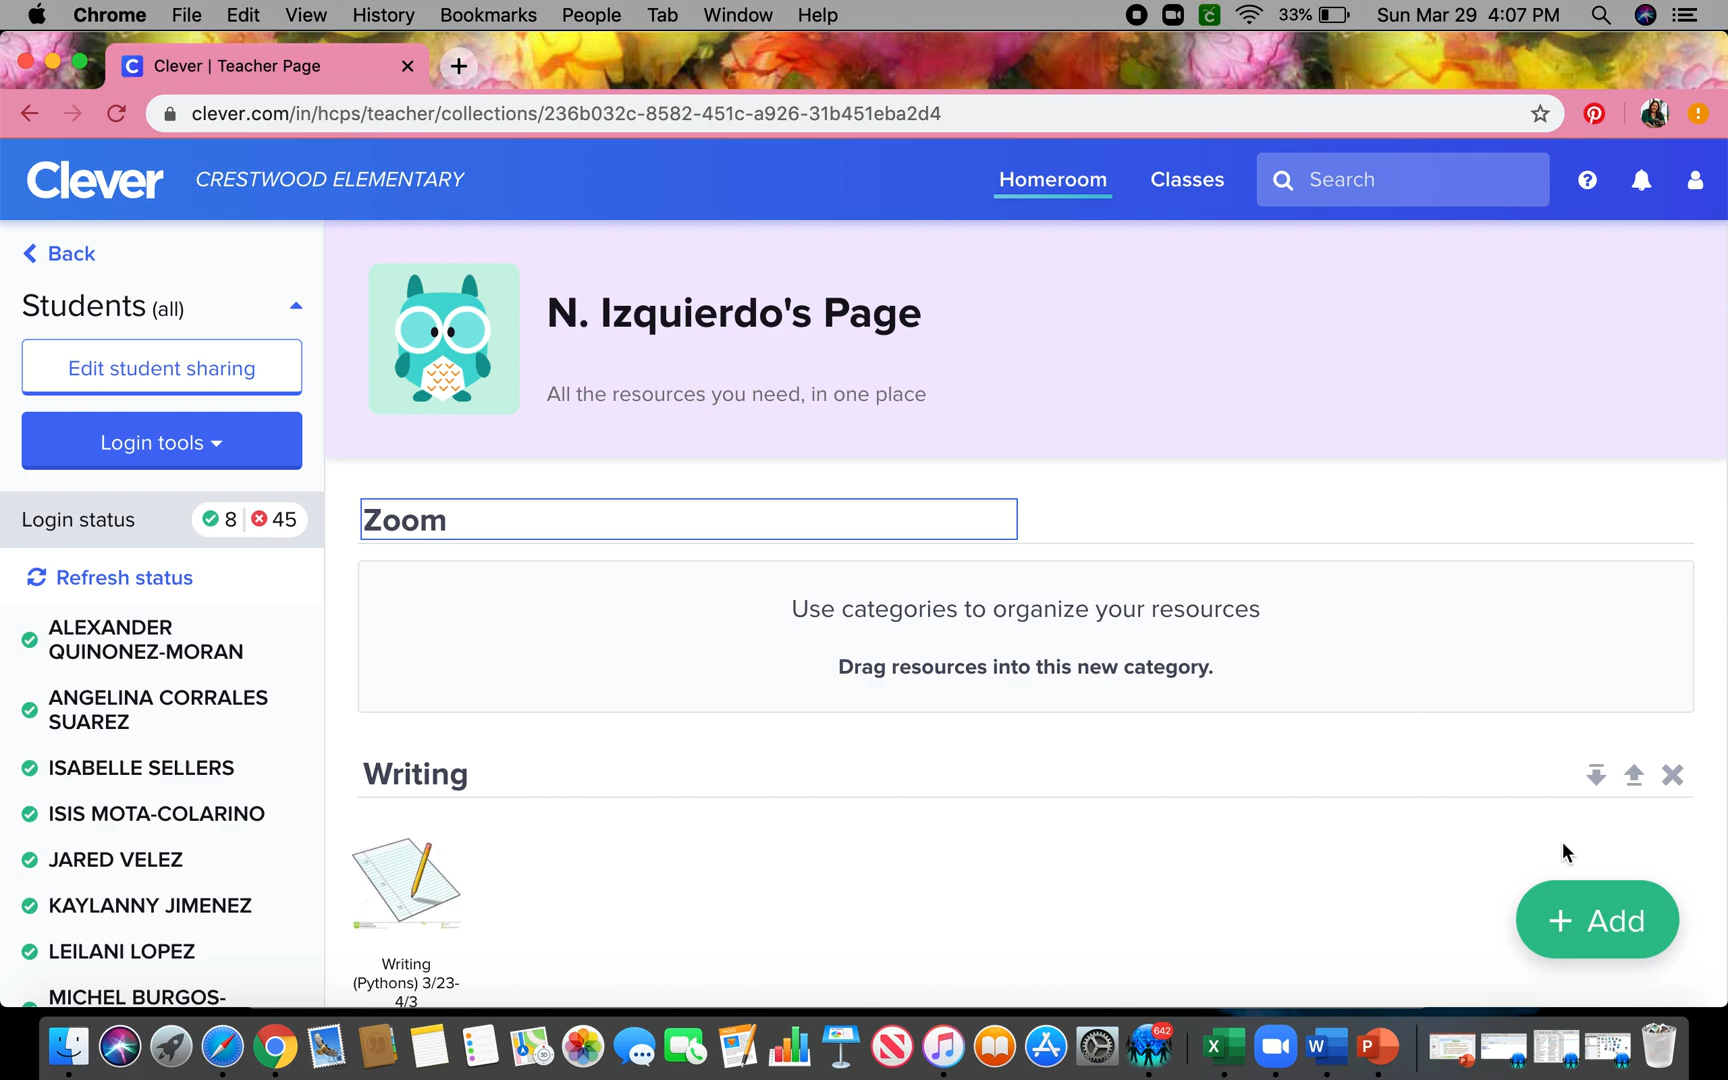 Chrome File Edit View History Bookmarks People Tab Window Help 33% Sun Mar 29 4:07 PM
C Clever | Teacher Page
clever.com/in/hcps/teacher/collections/236b032c-8582-451c-a926-31b451eba2d4
Clever CRESTWOOD ELEMENTARY Homeroom Classes Search
Back
Students (all)
Edit student sharing
Login tools
Login status 8 45
Refresh status
ALEXANDER
QUINONEZ-MORAN
ANGELINA CORRALES
SUAREZ
ISABELLE SELLERS
ISIS MOTA-COLARINO
JARED VELEZ
KAYLANNY JIMENEZ
LEILANI LOPEZ
MICHEL BURGOS-
N. Izquierdo's Page
All the resources you need, in one place
Zoom
Use categories to organize your resources
Drag resources into this new category.
Writing
Writing
(Pythons) 3/23-
4/3
+ Add
642
X W P